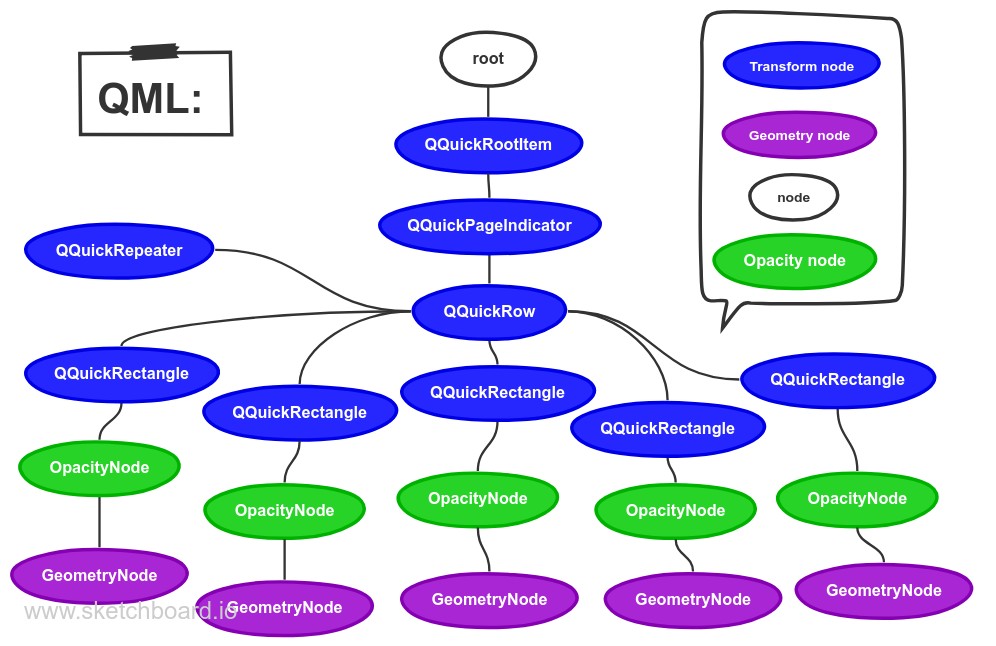 root
Transform node
QML:
Geometry node
QQuickRootItem
node
QQuickPageIndicator
QQuickRepeater
Opacity node
QQuickRow
QQuickRectangle
QQuickRectangle
QQuickRectangle
QQuickRectangle
QQuickRectangle
OpacityNode
OpacityNode
OpacityNode
OpacityNode
OpacityNode
GeometryNode
GeometryNode
GeometryNode
GeometryNode
GeometryNode
www.sketchboard.io